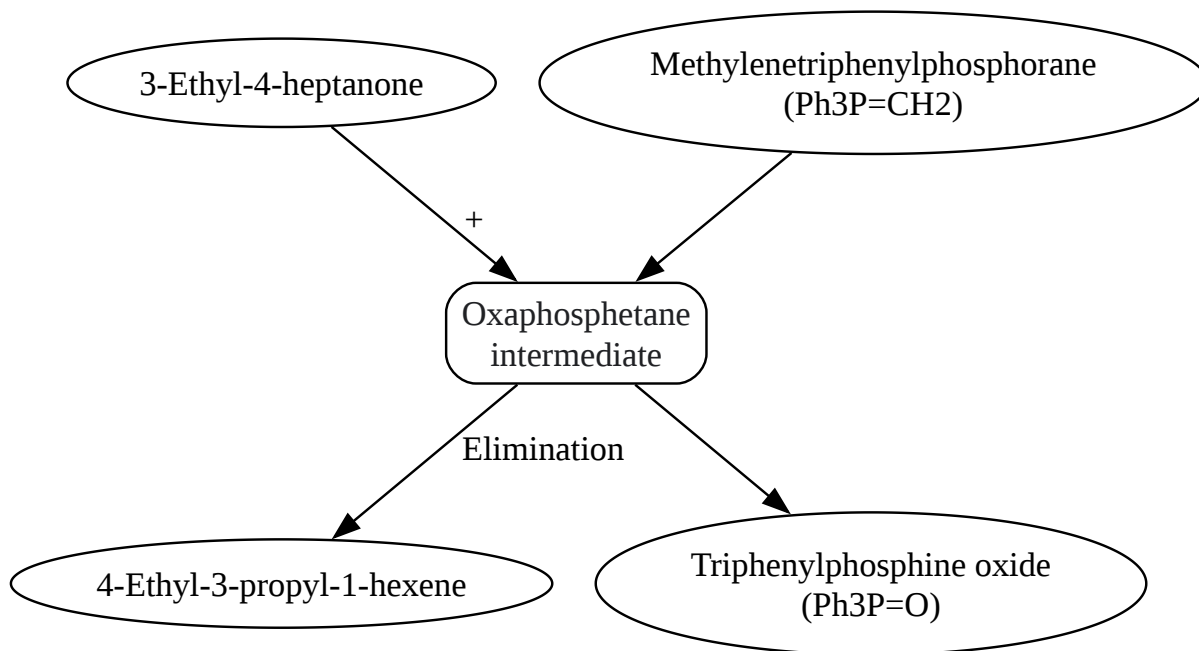 3-Ethyl-4-heptanone
Methylenetriphenylphosphorane
(Ph3P=CH2)
+
Oxaphosphetane
intermediate
Elimination
4-Ethyl-3-propyl-1-hexene
Triphenylphosphine oxide
(Ph3P=O)